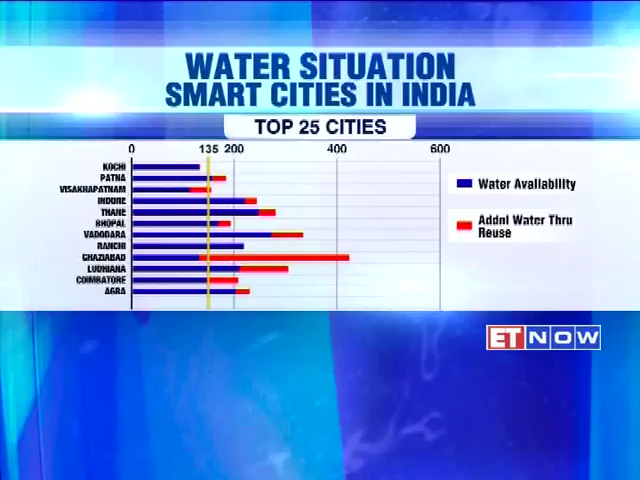 WATER SITUATION
SMART CITIES IN INDIA
TOP 25 CITIES
0 135 200 400 600
KOCHI
PATNA
VISAKHAPATNAM
INDORE
THANE
BHOPAL
VADODARA
RANCHI
GHAZIABAD
LUDHIANA
COIMBATORE
AGRA
Water Availability
Addnl Water Thru
Reuse
ET NOW